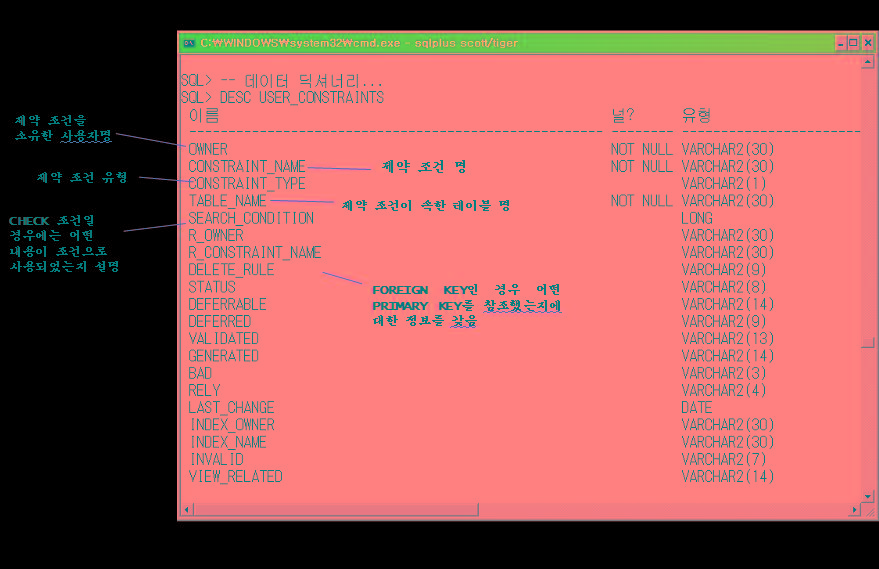 C:\WINDOWS\system32\cmd.exe - sqlplus scott/tiger
SQL> -- 데이터 딕셔너리...
SQL> DESC USER_CONSTRAINTS
이름 널? 유형
OWNER NOT NULL VARCHAR2(30)
CONSTRAINT_NAME NOT NULL VARCHAR2(30)
CONSTRAINT_TYPE VARCHAR2(1)
TABLE_NAME NOT NULL VARCHAR2(30)
SEARCH_CONDITION LONG
R_OWNER VARCHAR2(30)
R_CONSTRAINT_NAME VARCHAR2(30)
DELETE_RULE VARCHAR2(9)
STATUS VARCHAR2(8)
DEFERRABLE VARCHAR2(14)
DEFERRED VARCHAR2(9)
VALIDATED VARCHAR2(13)
GENERATED VARCHAR2(14)
BAD VARCHAR2(3)
RELY VARCHAR2(4)
LAST_CHANGE DATE
INDEX_OWNER VARCHAR2(30)
INDEX_NAME VARCHAR2(30)
INVALID VARCHAR2(7)
VIEW_RELATED VARCHAR2(14)
제약 조건을
소유한 사용자명
제약 조건 유형
CHECK 조건일
경우에는 어떤
내용이 조건으로
사용되었는지 설명
제약 조건 명
제약 조건이 속한 테이블 명
FOREIGN KEY인 경우 어떤
PRIMARY KEY를 참조했는지에
대한 정보를 갖음